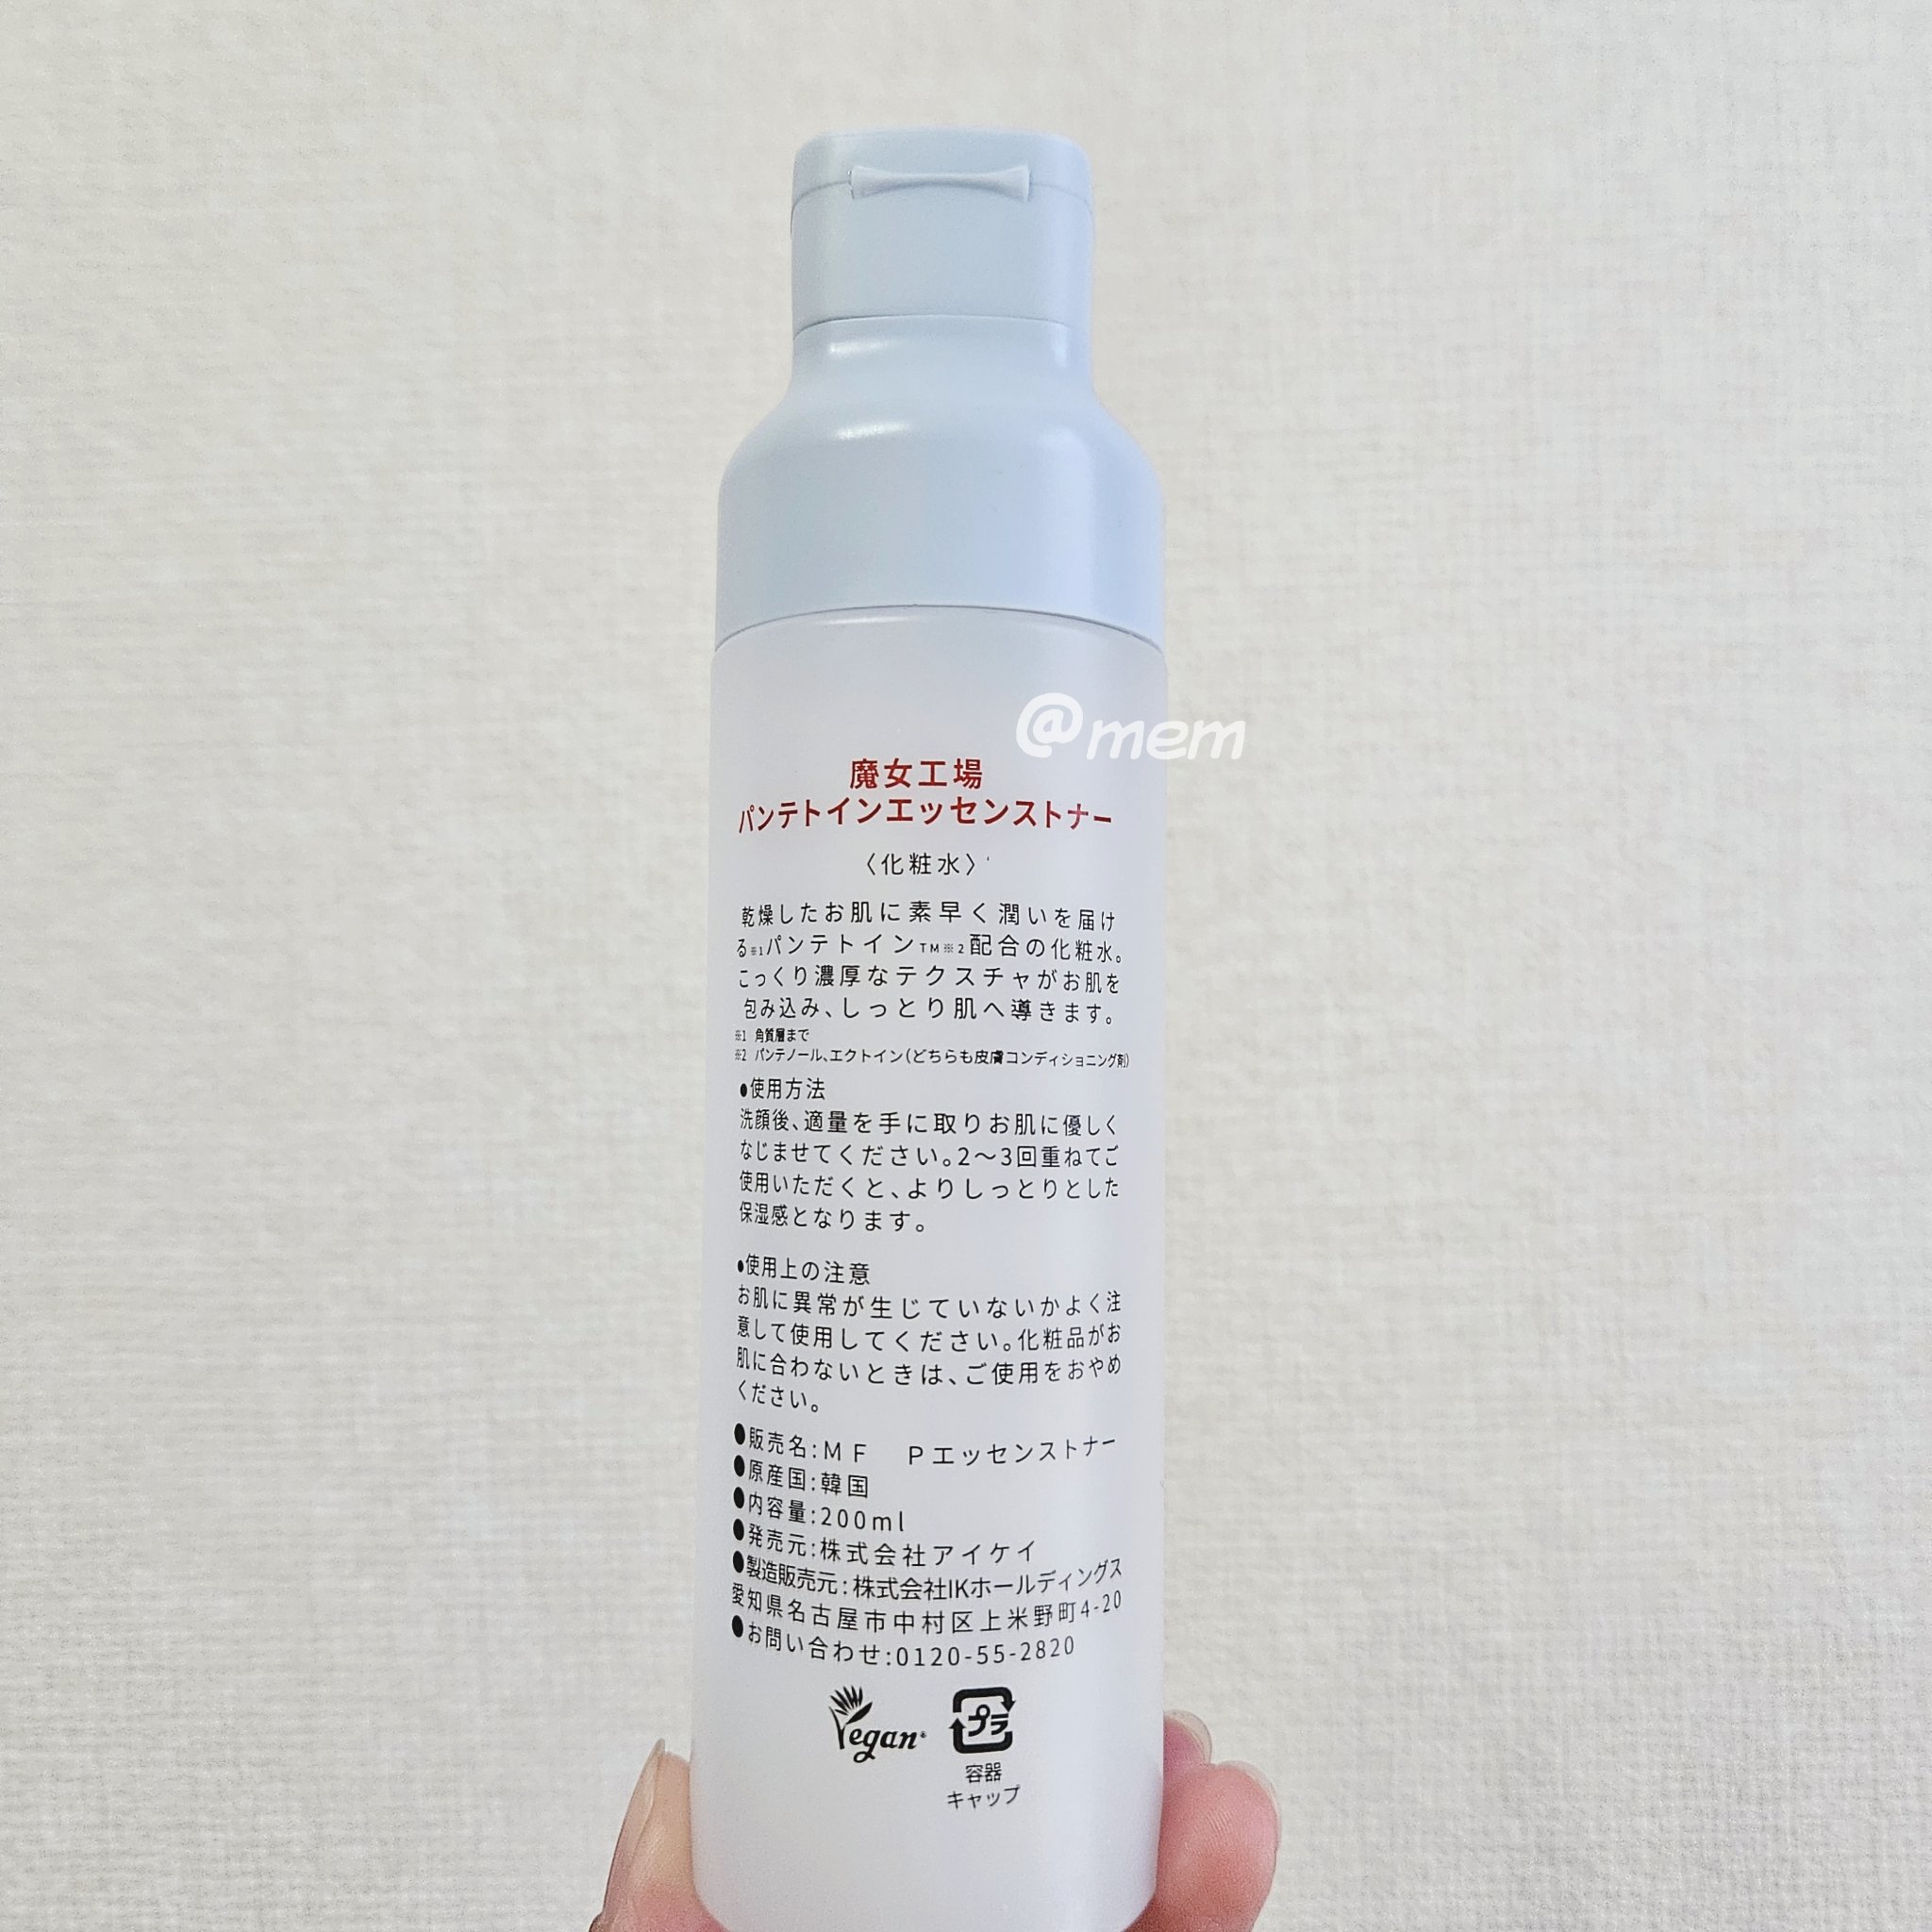 @mem
魔女工場
パンテトインエッセンストナー
〈化粧水〉
乾燥したお肌に素早く潤いを届け
る※1パンテトインTM※2配合の化粧水。
こっくり濃厚なテクスチャがお肌を
包み込み、しっとり肌へ導きます。
※1 角質層まで
※2 パンテノール、エクトイン(どちらも皮膚コンディショニング剤)
●使用方法
洗顔後、適量を手に取りお肌に優しく
なじませてください。2〜3回重ねてご
使用いただくと、よりしっとりとした
保湿感となります。
●使用上の注意
お肌に異常が生じていないかよく注
意して使用してください。化粧品がお
肌に合わないときは、ご使用をおやめ
ください。
●販売名:MF Pエッセンストナー
●原産国:韓国
●内容量:200ml
●発売元:株式会社アイケイ
●製造販売元:株式会社IKホールディングス
愛知県名古屋市中村区上米野町4-20
●お問い合わせ:0120-55-2820
Vegan
プラ
容器
キャップ